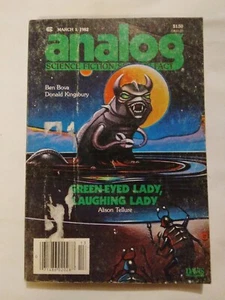 MARCH 1, 1982
$1.50
analog
SCIENCE FICTION/SCIENCE FACT
Ben Bova
Donald Kingsbury
GREEN-EYED LADY,
LAUGHING LADY
Alison Tellure